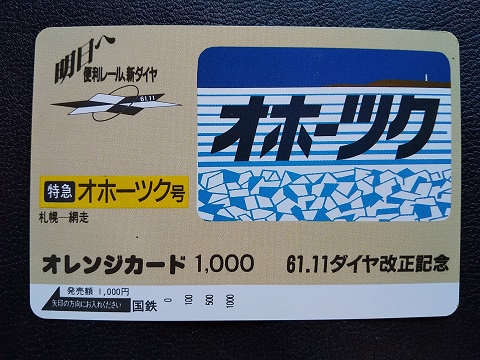 明日へ
便利レール、新ダイヤ
61.11
オホーツク
特急 オホーツク号
札幌―網走
オレンジカード 1,000
61.11ダイヤ改正記念
発売額 1,000円
矢印の方向にお入れください
国鉄
0 100 500 1000